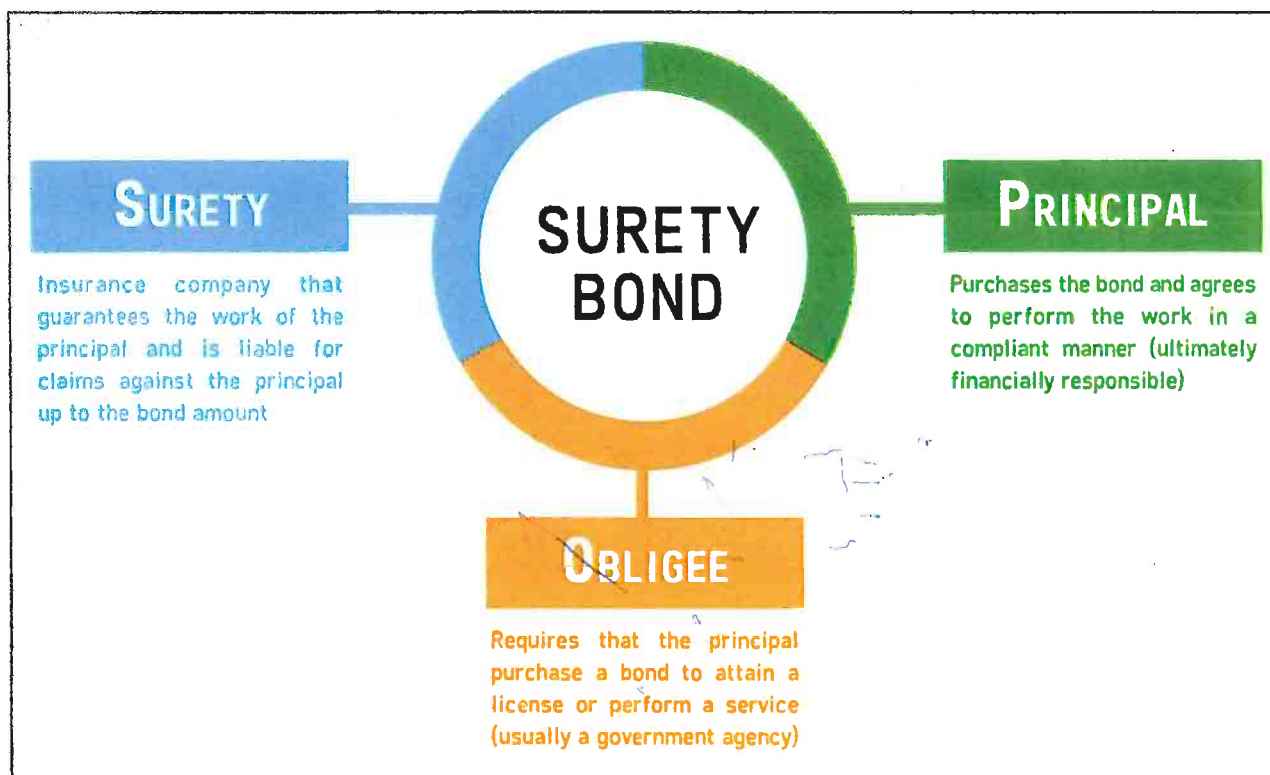 SURETY
BOND
SURETY
Insurance company that
guarantees the work of the
principal and is liable for
claims against the principal
up to the bond amount
PRINCIPAL
Purchases the bond and agrees
to perform the work in a
compliant manner (ultimately
financially responsible)
OBLIGEE
Requires that the principal
purchase a bond to attain a
license or perform a service
(usually a government agency)